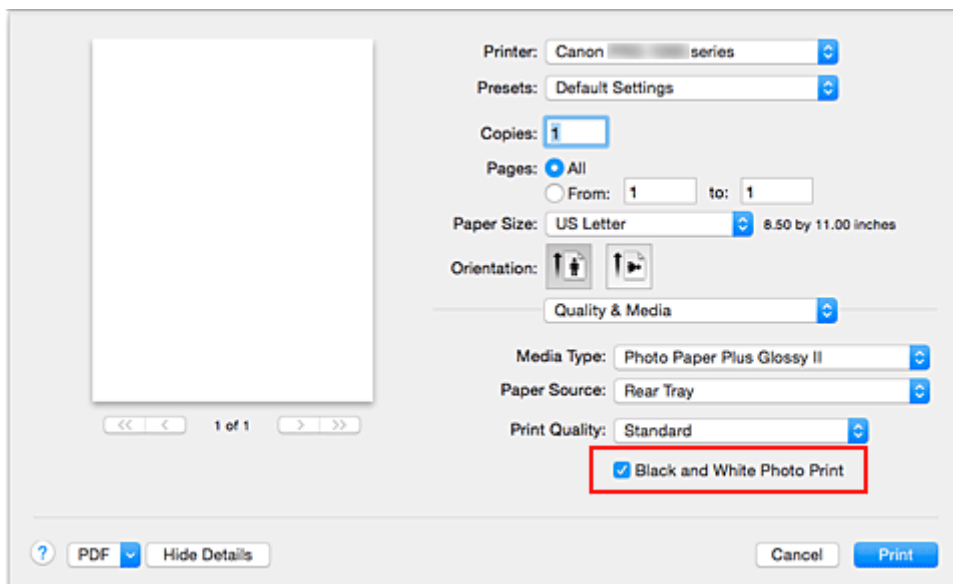 Printer: Canon series
Presets: Default Settings
Copies: 1
Pages: All
From: 1 to: 1
Paper Size: US Letter 8.50 by 11.00 inches
Orientation:
Quality & Media
Media Type: Photo Paper Plus Glossy II
Paper Source: Rear Tray
<< < 1 of 1 > >>
Print Quality: Standard
Black and White Photo Print
? PDF Hide Details Cancel Print